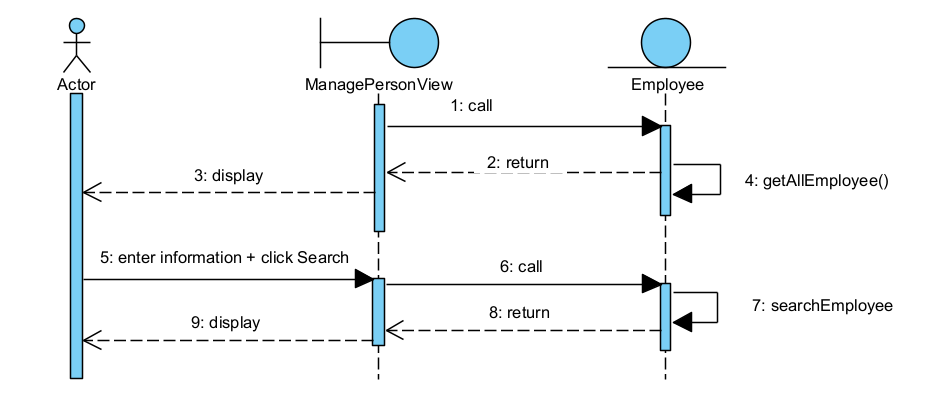 Actor
ManagePersonView
Employee
1: call
2: return
3: display
4: getAllEmployee()
5: enter information + click Search
6: call
7: searchEmployee
8: return
9: display